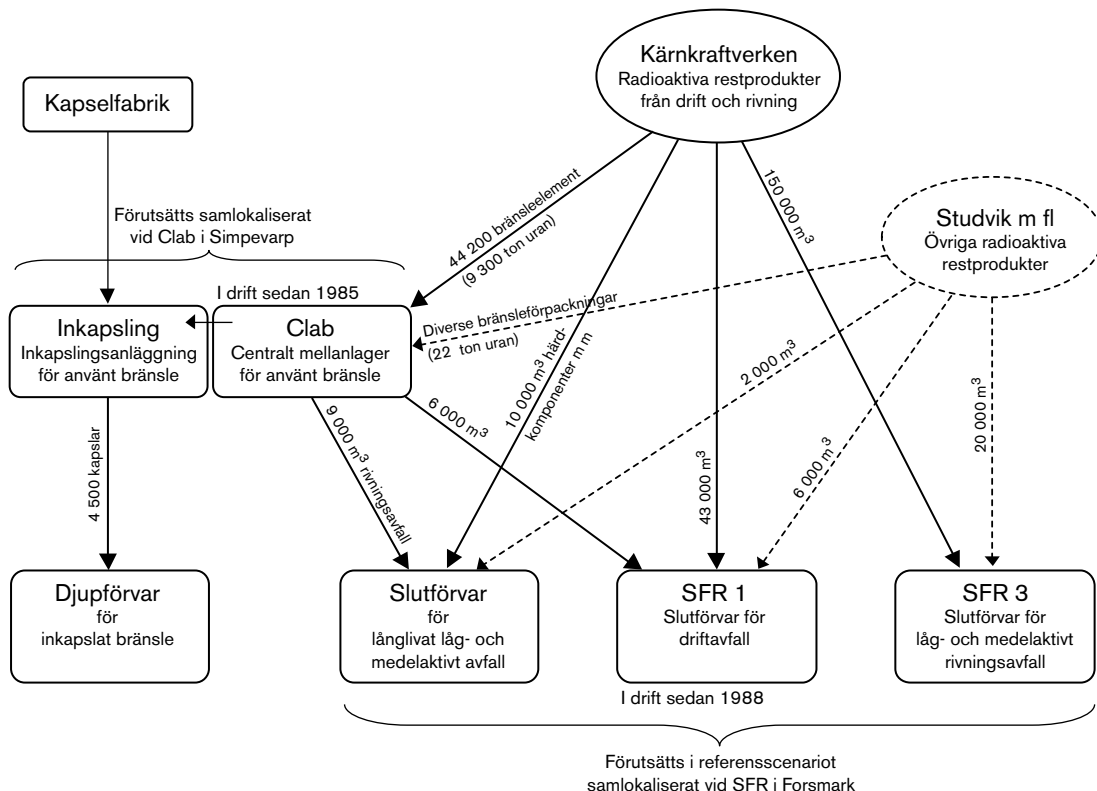 Kärnkraftverken
Radioaktiva restprodukter
från drift och rivning
Kapselfabrik
44 200 bränsleelement
(9 300 ton uran)
150 000 m³
Studvik m fl
Övriga radioaktiva
restprodukter
Förutsätts samlokaliserat
vid Clab i Simpevarp
I drift sedan 1985
Inkapsling
Inkapslingsanläggning
för använt bränsle
Clab
Centralt mellanlager
för använt bränsle
Diverse bränsleförpackningar
(22 ton uran)
10 000 m³ härd-
komponenter m m
2 000 m³
4 500 kapslar
9 000 m³ rivningsavfall
6 000 m³
43 000 m³
6 000 m³
20 000 m³
Djupförvar
för
inkapslat bränsle
Slutförvar
för
långlivat låg- och
medelaktivt avfall
SFR 1
Slutförvar för
driftavfall
SFR 3
Slutförvar för
låg- och medelaktivt
rivningsavfall
I drift sedan 1988
Förutsätts i referensscenariot
samlokaliserat vid SFR i Forsmark